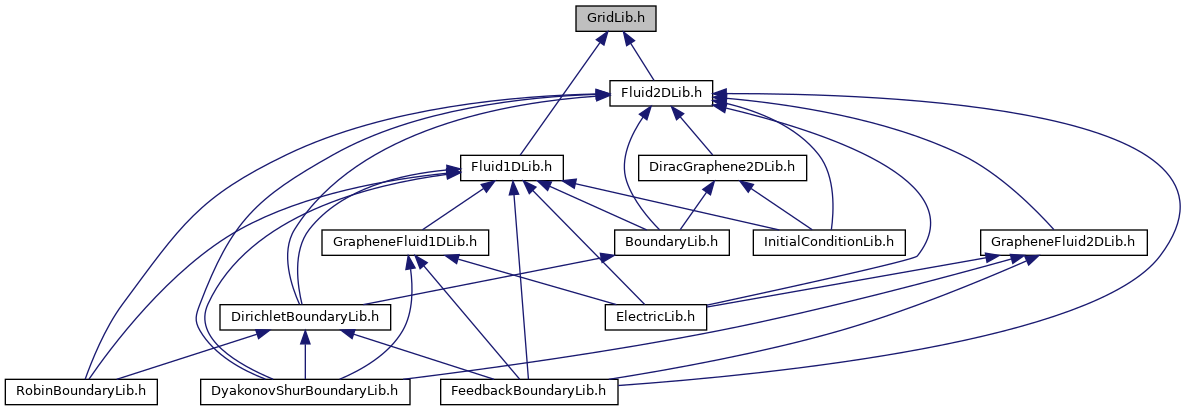 GridLib.h
Fluid2DLib.h
Fluid1DLib.h
DiracGraphene2DLib.h
GrapheneFluid1DLib.h
BoundaryLib.h
InitialConditionLib.h
GrapheneFluid2DLib.h
DirichletBoundaryLib.h
ElectricLib.h
RobinBoundaryLib.h
DyakonovShurBoundaryLib.h
FeedbackBoundaryLib.h